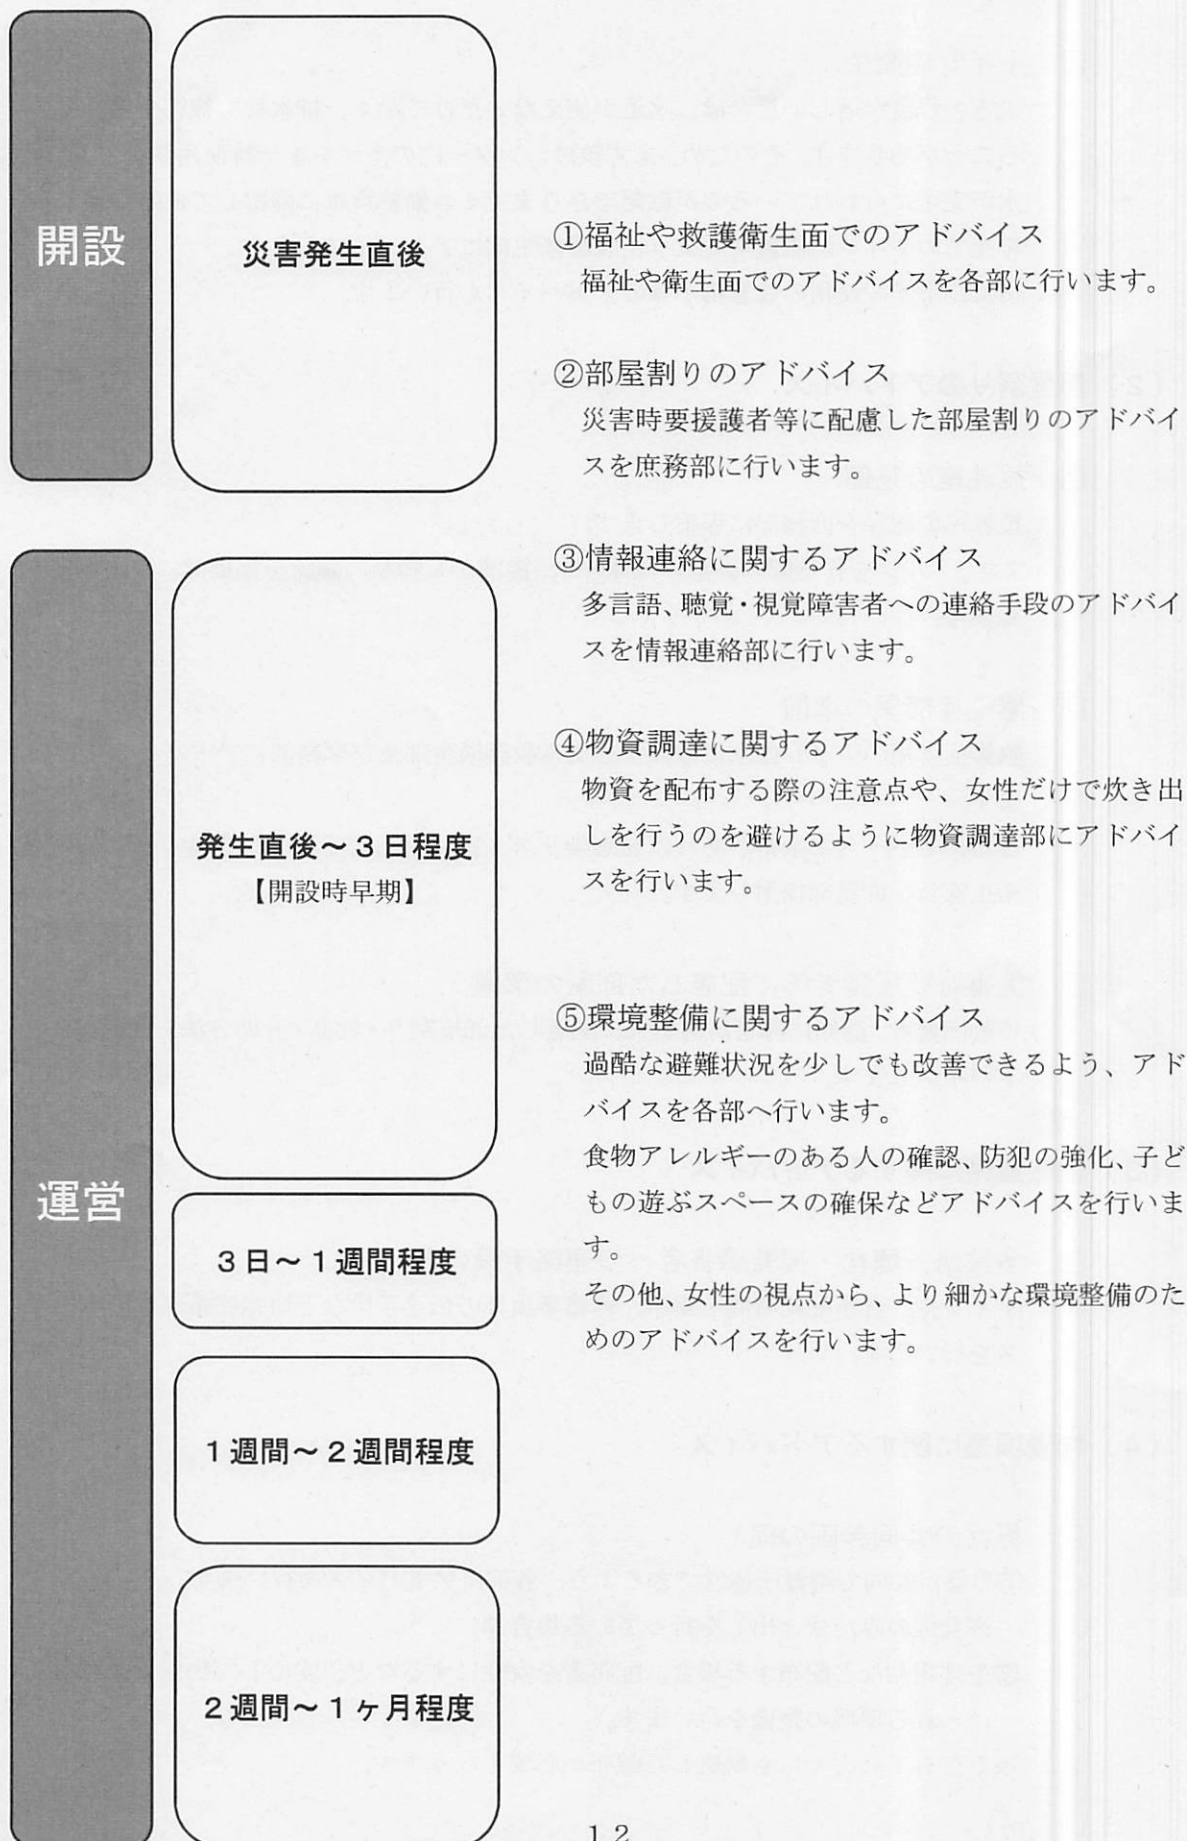 開設
災害発生直後
①福祉や救護衛生面でのアドバイス
福祉や衛生面でのアドバイスを各部に行います。
②部屋割りのアドバイス
災害時要援護者等に配慮した部屋割りのアドバイ
スを庶務部に行います。
運営
発生直後～３日程度
【開設時早期】
③情報連絡に関するアドバイス
多言語、聴覚・視覚障害者への連絡手段のアドバイ
スを情報連絡部に行います。
④物資調達に関するアドバイス
物資を配布する際の注意点や、女性だけで炊き出
しを行うのを避けるように物資調達部にアドバイ
スを行います。
⑤環境整備に関するアドバイス
過酷な避難状況を少しでも改善できるよう、アド
バイスを各部へ行います。
食物アレルギーのある人の確認、防犯の強化、子ど
もの遊ぶスペースの確保などアドバイスを行いま
す。
その他、女性の視点から、より細かな環境整備のた
めのアドバイスを行います。
３日～１週間程度
１週間～２週間程度
２週間～１ヶ月程度
12